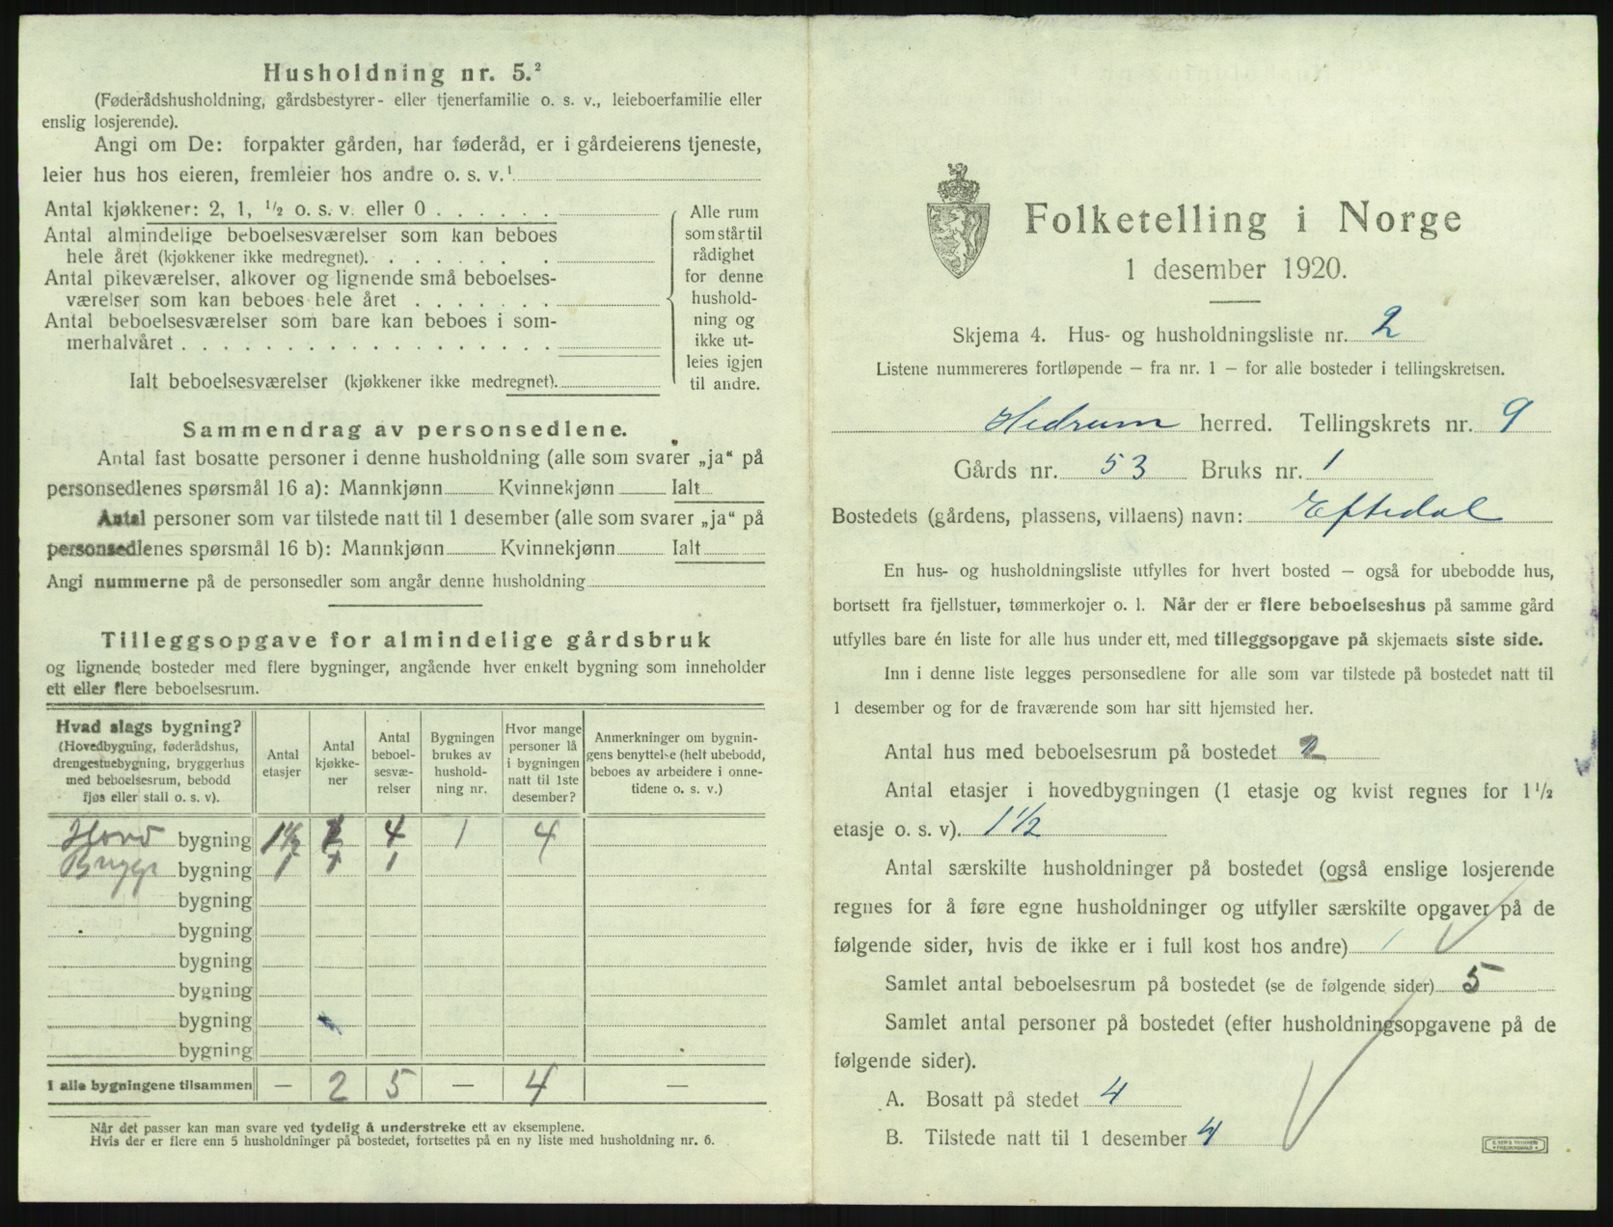 Husholdning nr. 5.²
(Føderådshusholdning, gårdsbestyrer- eller tjenerfamilie o. s. v., leieboerfamilie eller
enslig losjerende).
Angi om De: forpakter gården, har føderåd, er i gårdeierens tjeneste,
leier hus hos eieren, fremleier hos andre o. s. v.¹
Antal kjøkkener: 2, 1, ½ o. s. v. eller 0
Antal almindelige beboelsesværelser som kan beboes
hele året (kjøkkener ikke medregnet).
Antal pikeværelser, alkover og lignende små beboelses-
værelser som kan beboes hele året
Antal beboelsesværelser som bare kan beboes i som-
merhalvåret
Ialt beboelsesværelser (kjøkkener ikke medregnet).
Alle rum
som står til
rådighet
for denne
hushold-
ning og
ikke ut-
leies igjen
til andre.
Sammendrag av personsedlene.
Antal fast bosatte personer i denne husholdning (alle som svarer „ja“ på
personsedlenes spørsmål 16 a): Mannkjønn Kvinnekjønn Ialt
Antal personer som var tilstede natt til 1 desember (alle som svarer „ja“ på
personsedlenes spørsmål 16 b): Mannkjønn Kvinnekjønn Ialt
Angi nummerne på de personsedler som angår denne husholdning
Tilleggsopgave for almindelige gårdsbruk
og lignende bosteder med flere bygninger, angående hver enkelt bygning som inneholder
ett eller flere beboelsesrum.
Hvad slags bygning?
(Hovedbygning, føderådshus,
drengestuebygning, bryggerhus
med beboelsesrum, bebodd
fjøs eller stall o. s. v).
Antal
etasjer
Antal
kjøkke-
ner
Antal
beboel-
sesvæ-
relser
Bygningen
brukes av
hushold-
ning nr.
Hvor mange
personer lå
i bygningen
natt til 1ste
desember?
Anmerkninger om bygnin-
gens benyttelse (helt ubebodd,
beboes av arbeidere i onne-
tidene o. s. v.)
Hovd bygning 1½ 1 4 1 4
Brygg bygning 1 1 1
bygning
bygning
bygning
bygning
bygning
bygning
I alle bygningene tilsammen — 2 5 — 4 —
Når det passer kan man svare ved tydelig å understreke ett av eksemplene.
Hvis der er flere enn 5 husholdninger på bostedet, fortsettes på en ny liste med husholdning nr. 6.
Folketelling i Norge
1 desember 1920.
Skjema 4. Hus- og husholdningsliste nr. 2
Listene nummereres fortløpende — fra nr. 1 — for alle bosteder i tellingskretsen.
Hedrum herred. Tellingskrets nr. 9
Gårds nr. 53 Bruks nr. 1
Bostedets (gårdens, plassens, villaens) navn: Eftedal
En hus- og husholdningsliste utfylles for hvert bosted — også for ubebodde hus,
bortsett fra fjellstuer, tømmerkojer o. l. Når der er flere beboelseshus på samme gård
utfylles bare én liste for alle hus under ett, med tilleggsopgave på skjemaets siste side.
Inn i denne liste legges personsedlene for alle som var tilstede på bostedet natt til
1 desember og for de fraværende som har sitt hjemsted her.
Antal hus med beboelsesrum på bostedet 2
Antal etasjer i hovedbygningen (1 etasje og kvist regnes for 1½
etasje o. s. v). 1½
Antal særskilte husholdninger på bostedet (også enslige losjerende
regnes for å føre egne husholdninger og utfyller særskilte opgaver på de
følgende sider, hvis de ikke er i full kost hos andre) 1
Samlet antal beboelsesrum på bostedet (se de følgende sider) 5
Samlet antal personer på bostedet (efter husholdningsopgavene på de
følgende sider).
A. Bosatt på stedet 4
B. Tilstede natt til 1 desember 4